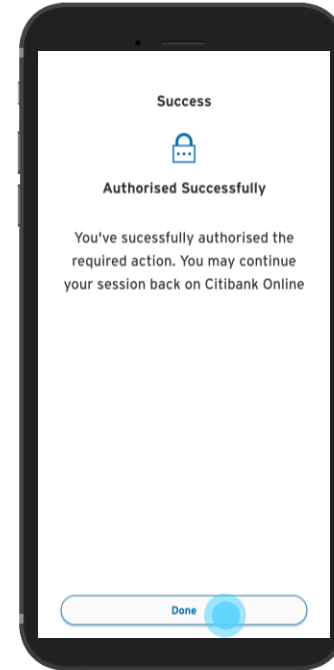 Success
Authorised Successfully
You've sucessfully authorised the
required action. You may continue
your session back on Citibank Online
Done